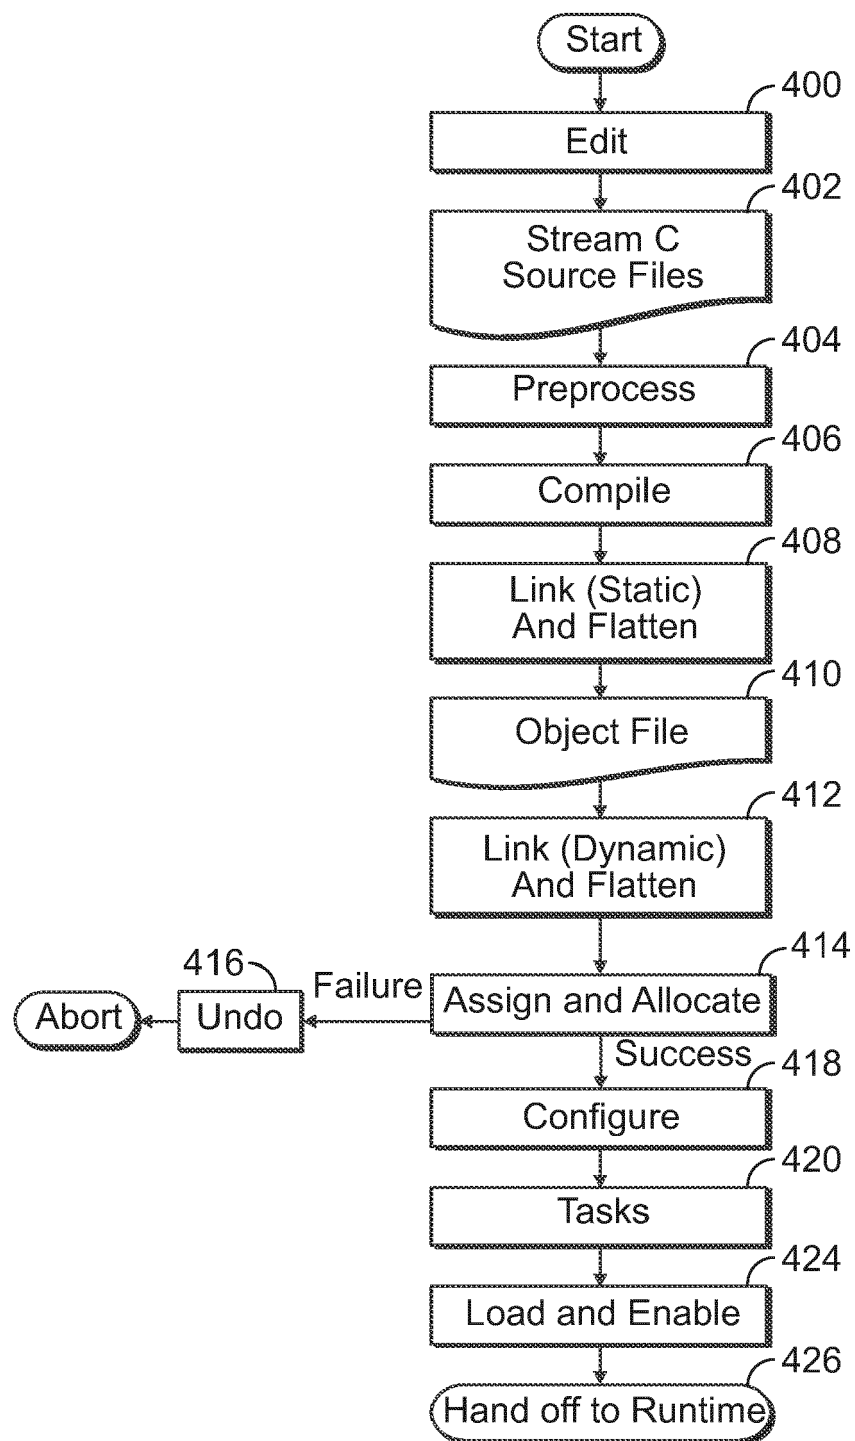 Start
400
Edit
402
Stream C
Source Files
404
Preprocess
406
Compile
408
Link (Static)
And Flatten
410
Object File
412
Link (Dynamic)
And Flatten
414
Assign and Allocate
416
Failure
Undo
Abort
Success
418
Configure
420
Tasks
424
Load and Enable
426
Hand off to Runtime